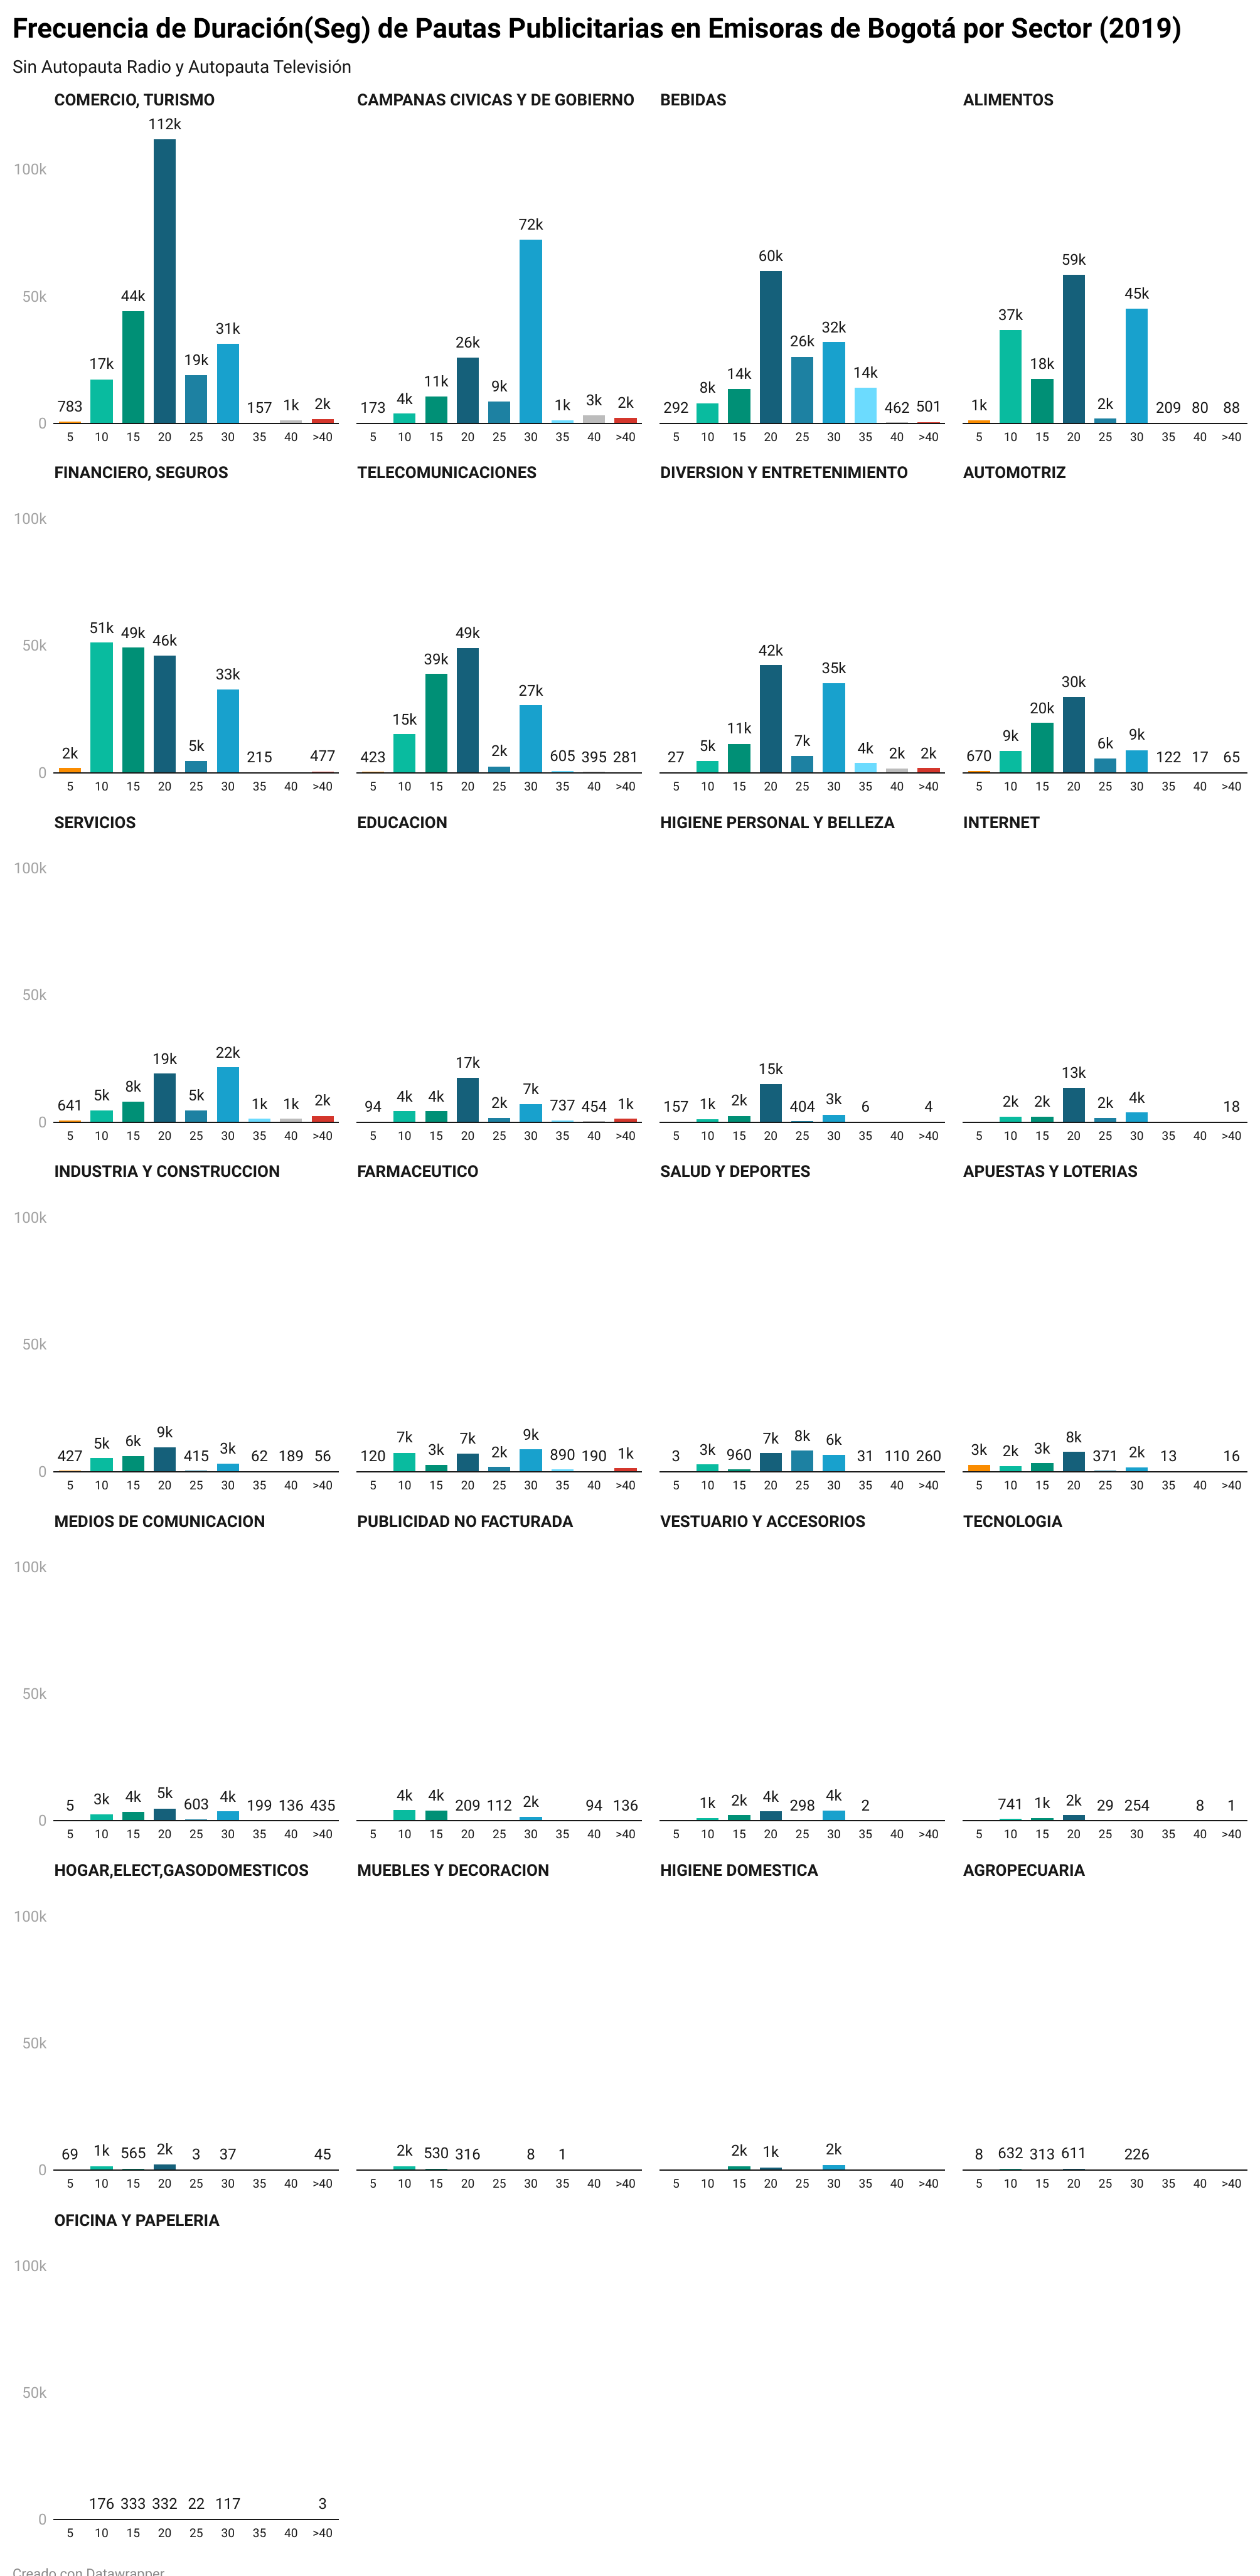 Frecuencia de Duración(Seg) de Pautas Publicitarias en Emisoras de Bogotá por Sector (2019)
Sin Autopauta Radio y Autopauta Televisión
COMERCIO, TURISMO CAMPANAS CIVICAS Y DE GOBIERNO BEBIDAS ALIMENTOS
112k
100k
72k
60k 59k
50k
44k 45k
37k
31k 32k
26k 26k
17k 19k 11k 14k 14k 18k
783 157 1k 2k 173 4k 9k 1k 3k 2k 292 8k 462 501 1k 2k 209 80 88
0
5 10 15 20 25 30 35 40 >40 5 10 15 20 25 30 35 40 >40 5 10 15 20 25 30 35 40 >40 5 10 15 20 25 30 35 40 >40
FINANCIERO, SEGUROS TELECOMUNICACIONES DIVERSION Y ENTRETENIMIENTO AUTOMOTRIZ
100k
50k
51k 49k 46k 49k 42k
39k 35k
33k 27k 30k
15k 11k 20k
2k 5k 215 477 423 2k 605 395 281 27 5k 7k 4k 2k 2k 670 9k 6k 9k 122 17 65
0
5 10 15 20 25 30 35 40 >40 5 10 15 20 25 30 35 40 >40 5 10 15 20 25 30 35 40 >40 5 10 15 20 25 30 35 40 >40
SERVICIOS EDUCACION HIGIENE PERSONAL Y BELLEZA INTERNET
100k
50k
19k 22k 17k 15k 13k
641 5k 8k 5k 1k 1k 2k 94 4k 4k 2k 7k 737 454 1k 157 1k 2k 404 3k 6 4 2k 2k 2k 4k 18
0
5 10 15 20 25 30 35 40 >40 5 10 15 20 25 30 35 40 >40 5 10 15 20 25 30 35 40 >40 5 10 15 20 25 30 35 40 >40
INDUSTRIA Y CONSTRUCCION FARMACEUTICO SALUD Y DEPORTES APUESTAS Y LOTERIAS
100k
50k
427 5k 6k 9k 415 3k 62 189 56 120 7k 3k 7k 2k 9k 890 190 1k 3 3k 960 7k 8k 6k 31 110 260 3k 2k 3k 8k 371 2k 13 16
0
5 10 15 20 25 30 35 40 >40 5 10 15 20 25 30 35 40 >40 5 10 15 20 25 30 35 40 >40 5 10 15 20 25 30 35 40 >40
MEDIOS DE COMUNICACION PUBLICIDAD NO FACTURADA VESTUARIO Y ACCESORIOS TECNOLOGIA
100k
50k
5 3k 4k 5k 603 4k 199 136 435 4k 4k 209 112 2k 94 136 1k 2k 4k 298 4k 2 741 1k 2k 29 254 8 1
0
5 10 15 20 25 30 35 40 >40 5 10 15 20 25 30 35 40 >40 5 10 15 20 25 30 35 40 >40 5 10 15 20 25 30 35 40 >40
HOGAR,ELECT,GASODOMESTICOS MUEBLES Y DECORACION HIGIENE DOMESTICA AGROPECUARIA
100k
50k
69 1k 565 2k 3 37 45 2k 530 316 8 1 2k 1k 2k 8 632 313 611 226
0
5 10 15 20 25 30 35 40 >40 5 10 15 20 25 30 35 40 >40 5 10 15 20 25 30 35 40 >40 5 10 15 20 25 30 35 40 >40
OFICINA Y PAPELERIA
100k
50k
176 333 332 22 117 3
0
5 10 15 20 25 30 35 40 >40
Creado con Datawrapper